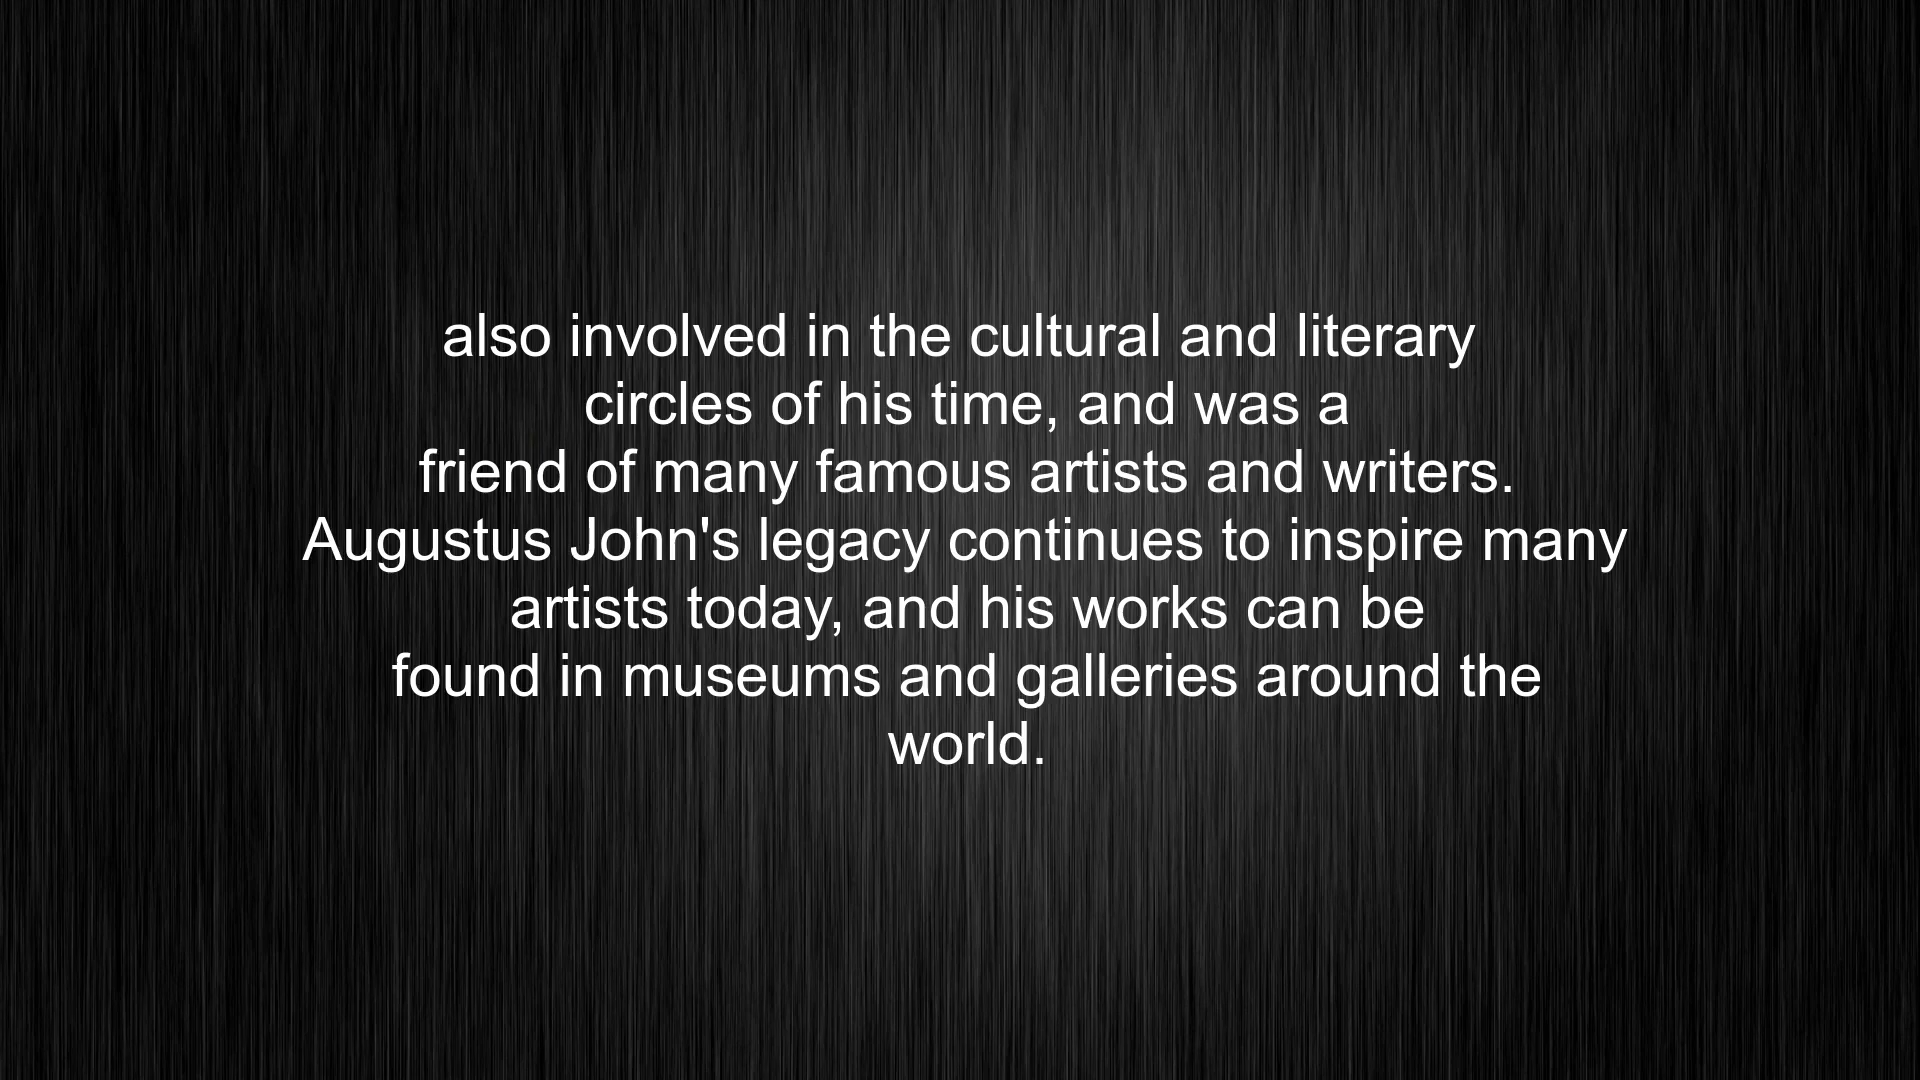 also involved in the cultural and literary
circles of his time, and was a
friend of many famous artists and writers.
Augustus John's legacy continues to inspire many
artists today, and his works can be
found in museums and galleries around the
world.